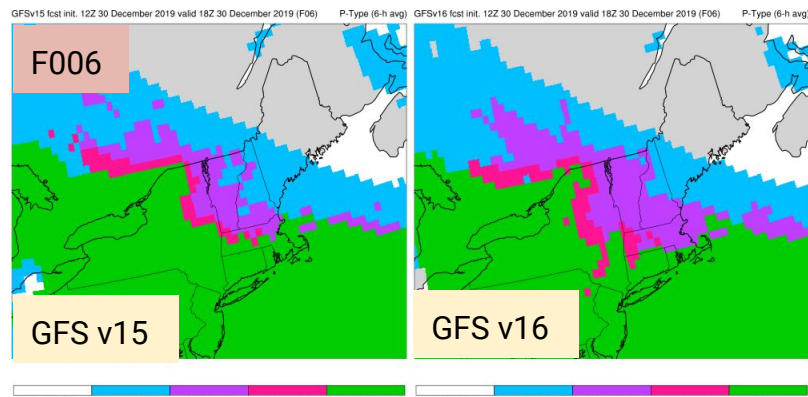 GFSv15 fcst init. 12Z 30 December 2019 valid 18Z 30 December 2019 (F06) P-Type (6-h avg)
GFSv16 fcst init. 12Z 30 December 2019 valid 18Z 30 December 2019 (F06) P-Type (6-h avg)
F006
GFS v15
GFS v16